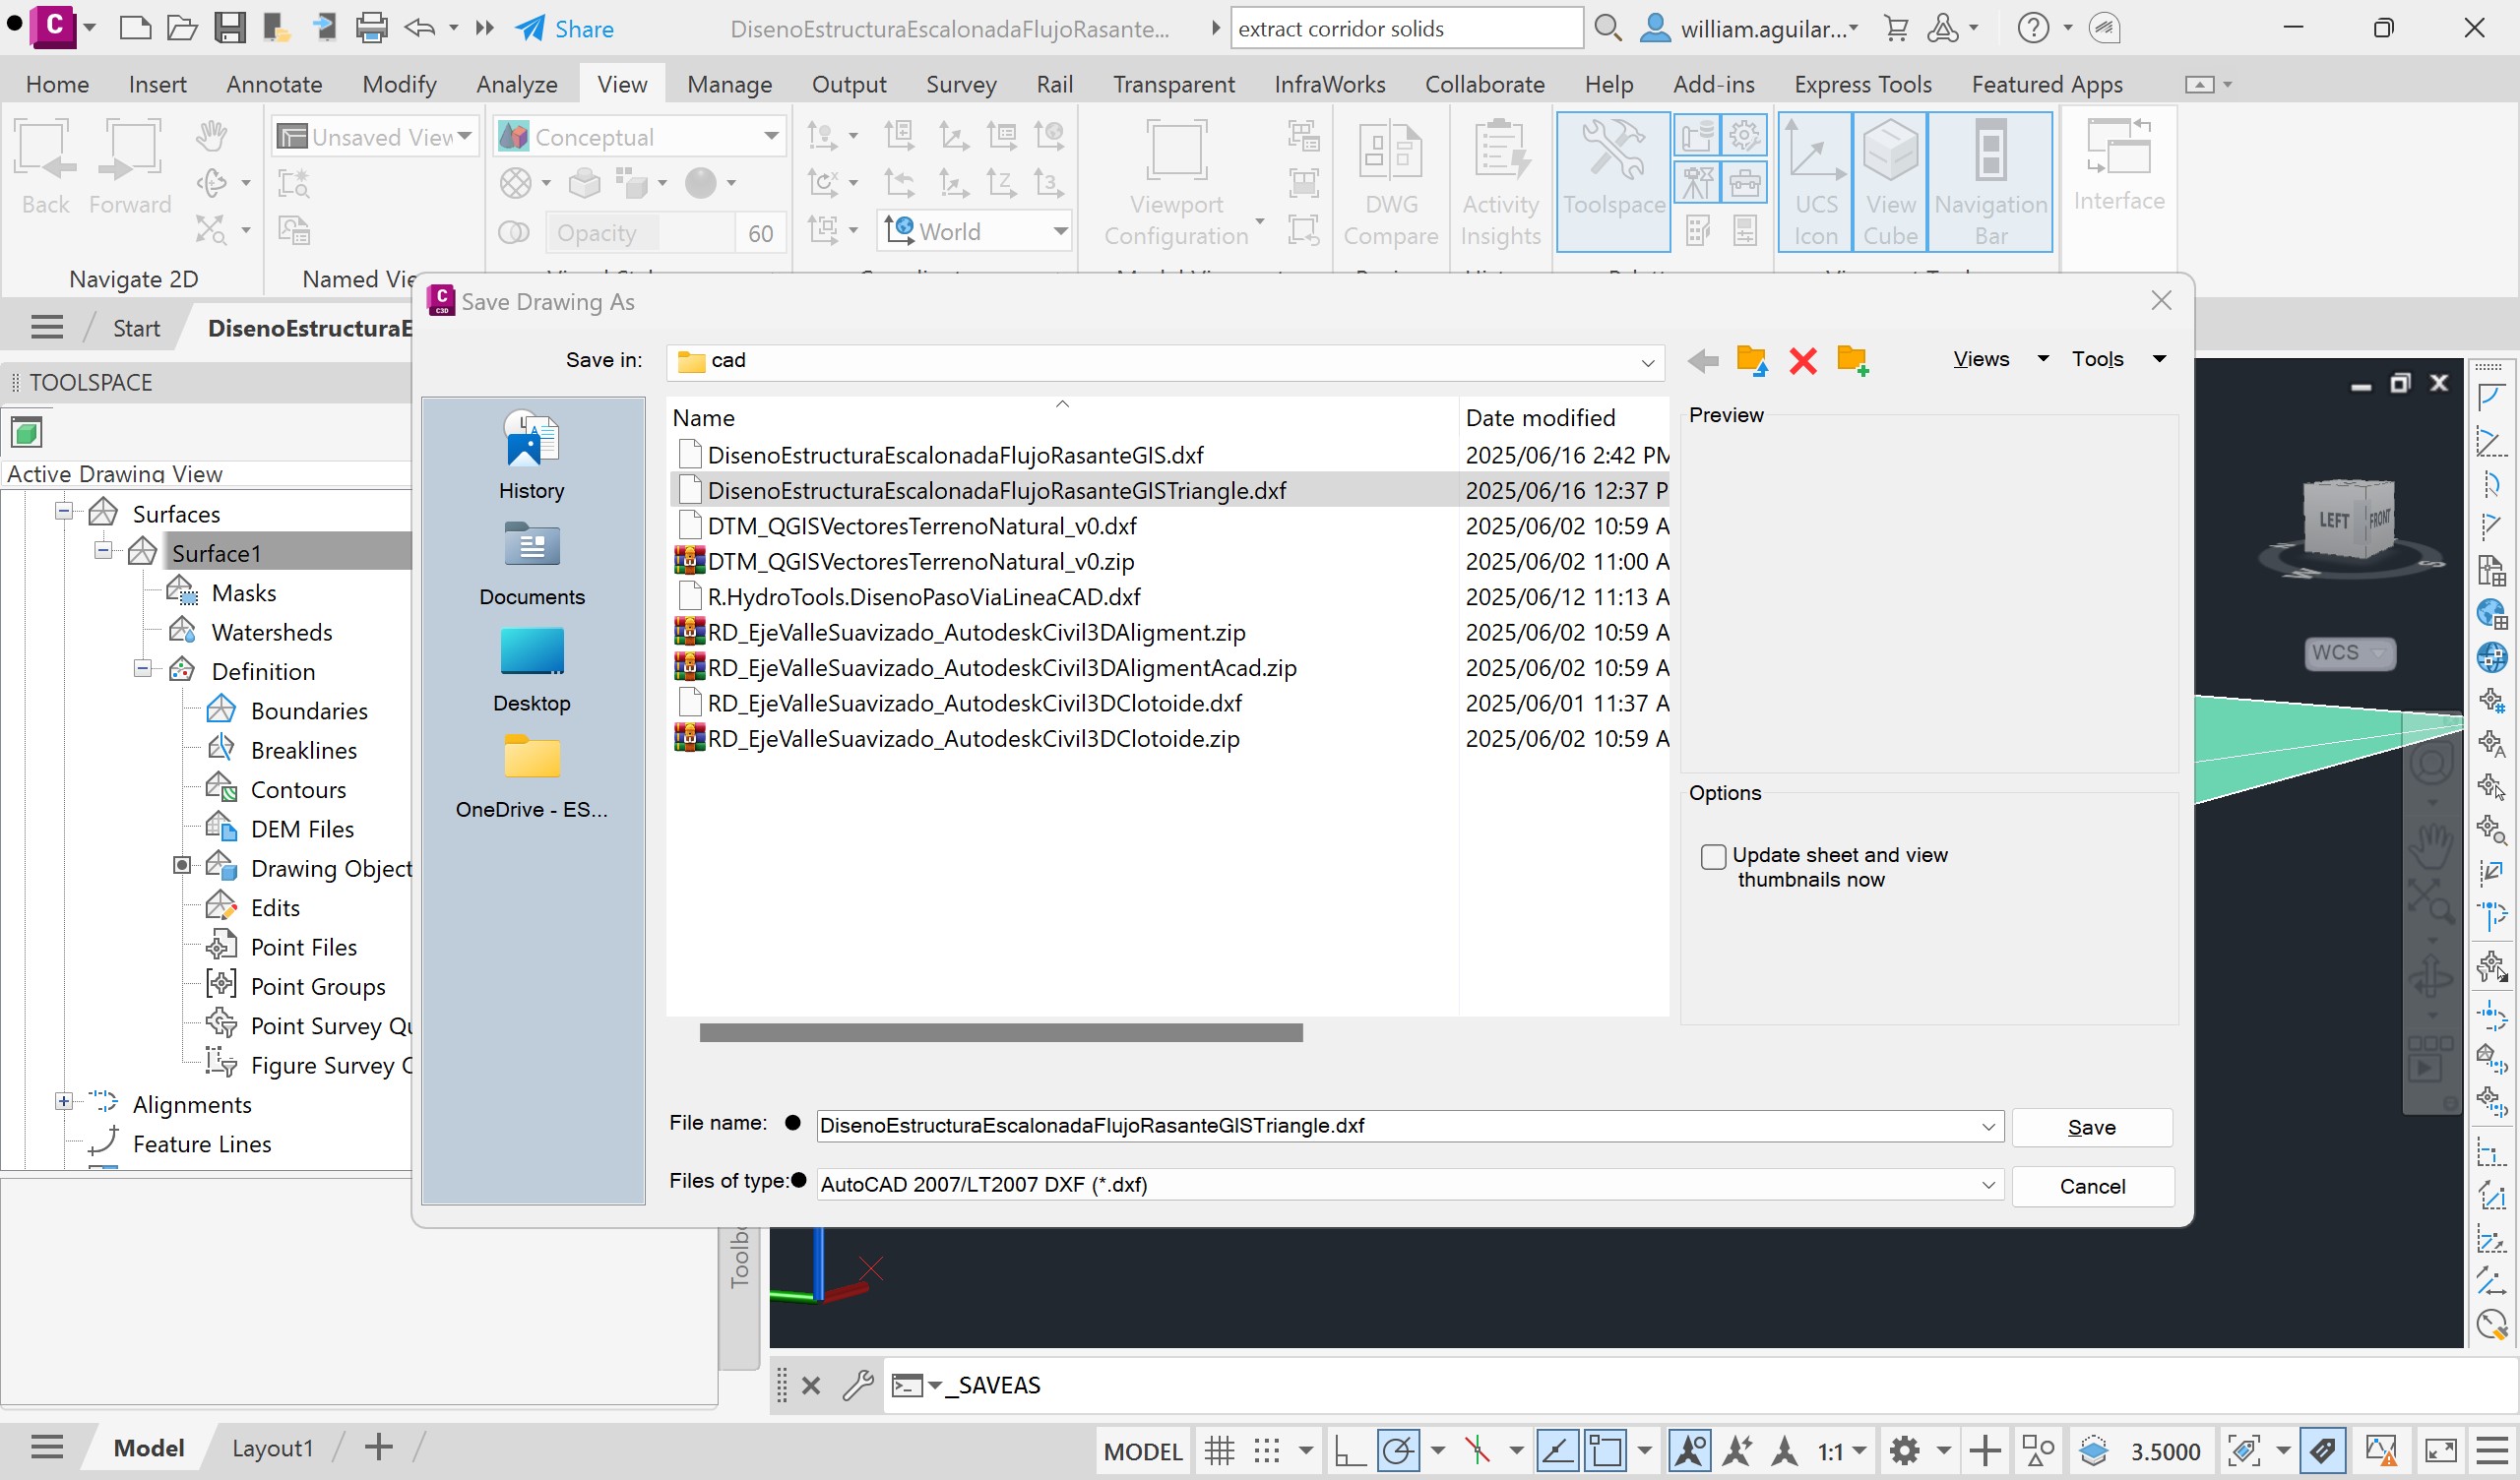 C
Share
DisenoEstructuraEscalonadaFlujoRasante...
extract corridor solids
william.aguilar...
Home Insert Annotate Modify Analyze View Manage Output Survey Rail Transparent InfraWorks Collaborate Help Add-ins Express Tools Featured Apps
Back
Forward
Unsaved View
Conceptual
Opacity 60
World
Viewport
Configuration
DWG
Compare
Activity
Insights
Toolspace
UCS
Icon
View
Cube
Navigation
Bar
Interface
Navigate 2D
Start
DisenoEstructuraE
TOOLSPACE
Active Drawing View
Surfaces
Surface1
Masks
Watersheds
Definition
Boundaries
Breaklines
Contours
DEM Files
Drawing Object
Edits
Point Files
Point Groups
Point Survey Qu
Figure Survey
Alignments
Feature Lines
Toolbo
C
C3D
Save Drawing As
Save in:
cad
Views
Tools
History
Documents
Desktop
OneDrive - ES...
Name Date modified
DisenoEstructuraEscalonadaFlujoRasanteGIS.dxf 2025/06/16 2:42 PM
DisenoEstructuraEscalonadaFlujoRasanteGISTriangle.dxf 2025/06/16 12:37 P
DTM_QGISVectoresTerrenoNatural_v0.dxf 2025/06/02 10:59 A
DTM_QGISVectoresTerrenoNatural_v0.zip 2025/06/02 11:00 A
R.HydroTools.DisenoPasoViaLineaCAD.dxf 2025/06/12 11:13 A
RD_EjeValleSuavizado_AutodeskCivil3DAligment.zip 2025/06/02 10:59 A
RD_EjeValleSuavizado_AutodeskCivil3DAligmentAcad.zip 2025/06/02 10:59 A
RD_EjeValleSuavizado_AutodeskCivil3DClotoide.dxf 2025/06/01 11:37 A
RD_EjeValleSuavizado_AutodeskCivil3DClotoide.zip 2025/06/02 10:59 A
Preview
Options
Update sheet and view
thumbnails now
File name:
DisenoEstructuraEscalonadaFlujoRasanteGISTriangle.dxf
Save
Files of type:
AutoCAD 2007/LT2007 DXF (*.dxf)
Cancel
LEFT
FRONT
W
S
WCS
_SAVEAS
Model
Layout1
MODEL
1:1
3.5000